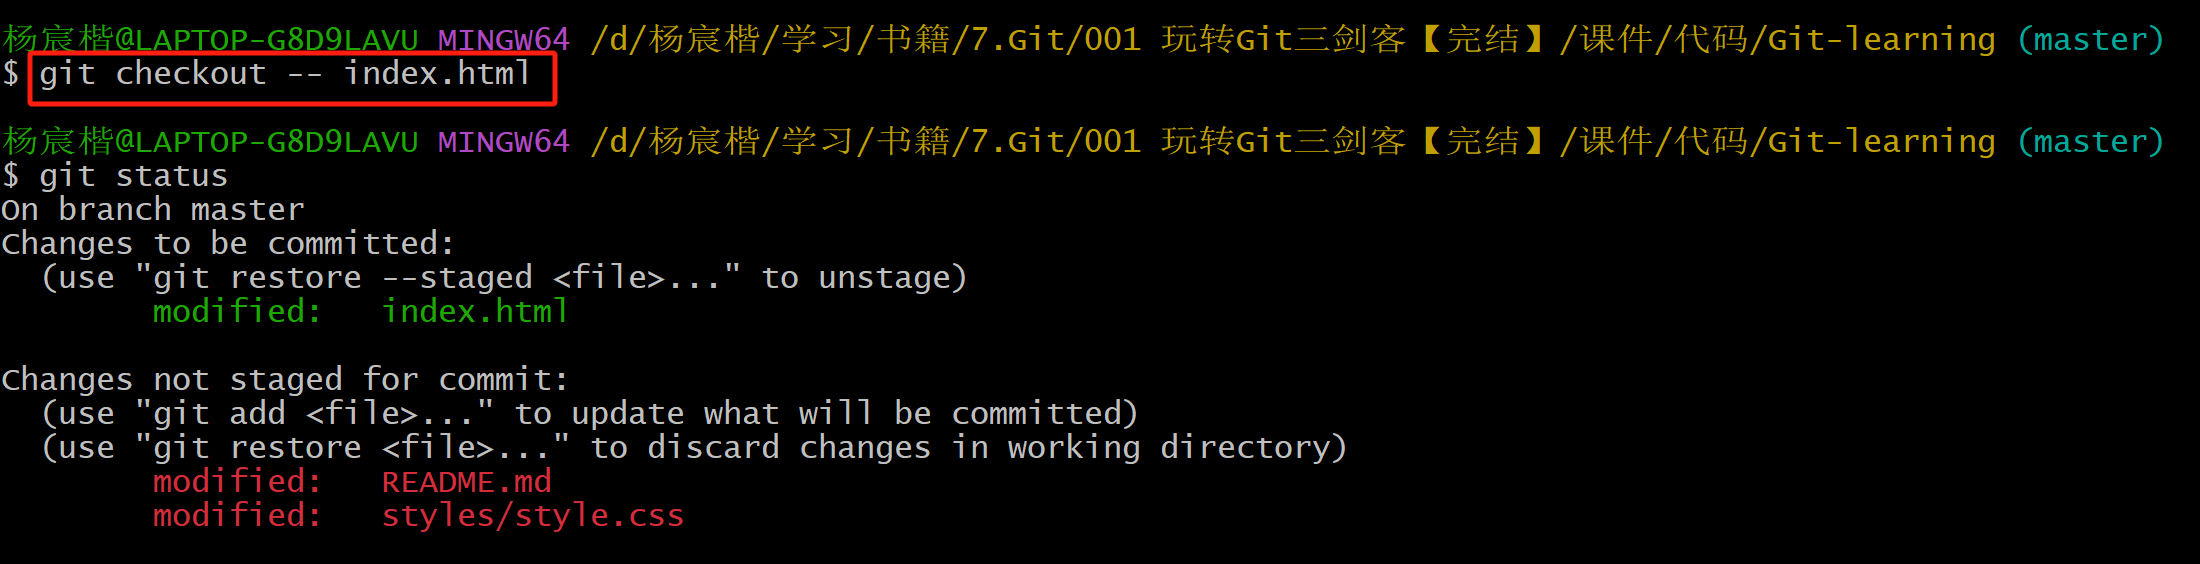 杨宸楷@LAPTOP-G8D9LAVU MINGW64 /d/杨宸楷/学习/书籍/7.Git/001 玩转Git三剑客【完结】/课件/代码/Git-learning (master)
$ git checkout -- index.html
杨宸楷@LAPTOP-G8D9LAVU MINGW64 /d/杨宸楷/学习/书籍/7.Git/001 玩转Git三剑客【完结】/课件/代码/Git-learning (master)
$ git status
On branch master
Changes to be committed:
  (use "git restore --staged <file>..." to unstage)
        modified:   index.html
Changes not staged for commit:
  (use "git add <file>..." to update what will be committed)
  (use "git restore <file>..." to discard changes in working directory)
        modified:   README.md
        modified:   styles/style.css